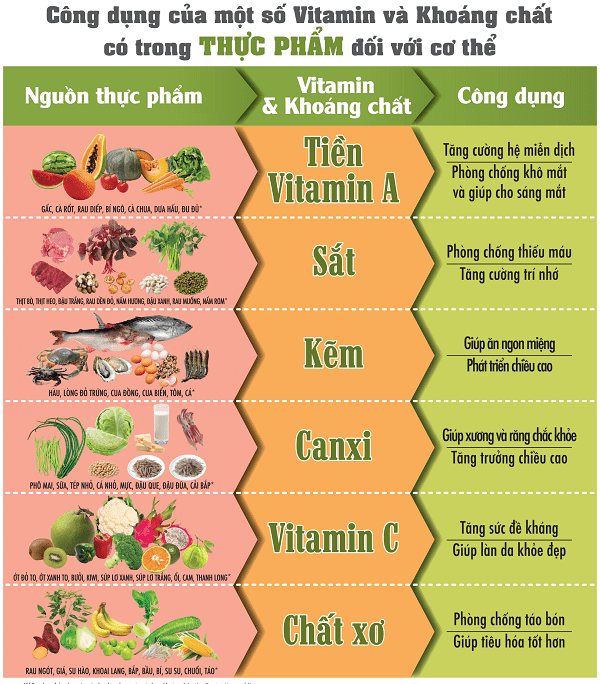 Công dụng của một số Vitamin và Khoáng chất
có trong THỰC PHẨM đối với cơ thể
Nguồn thực phẩm
Vitamin
& Khoáng chất
Công dụng
GẤC, CÀ RỐT, RAU DIẾP, BÍ NGÔ, CÀ CHUA, DƯA HẤU, ĐU ĐỦ*
Tiền
Vitamin A
Tăng cường hệ miễn dịch
Phòng chống khô mắt
và giúp cho sáng mắt
THỊT BÒ, THỊT HEO, ĐẬU TRẮNG, RAU DỀN ĐỎ, NẤM HƯƠNG, ĐẬU XANH, RAU MUỐNG, NẤM RƠM*
Sắt
Phòng chống thiếu máu
Tăng cường trí nhớ
HÀU, LÒNG ĐỎ TRỨNG, CUA ĐỒNG, CUA BIỂN, TÔM, CÁ*
Kẽm
Giúp ăn ngon miệng
Phát triển chiều cao
PHÔ MAI, SỮA, TÉP NHỎ, CÁ NHỎ, MỰC, ĐẬU QUE, ĐẬU ĐŨA, CẢI BẮP*
Canxi
Giúp xương và răng chắc khỏe
Tăng trưởng chiều cao
ỚT ĐỎ TO, ỚT XANH TO, BƯỞI, KIWI, SÚP LƠ XANH, SÚP LƠ TRẮNG, ỔI, CAM, THANH LONG*
Vitamin C
Tăng sức đề kháng
Giúp làn da khỏe đẹp
RAU NGÓT, GIÁ, SU HÀO, KHOAI LANG, BẮP, BẦU, BÍ, SU SU, CHUỐI, TÁO*
Chất xơ
Phòng chống táo bón
Giúp tiêu hóa tốt hơn